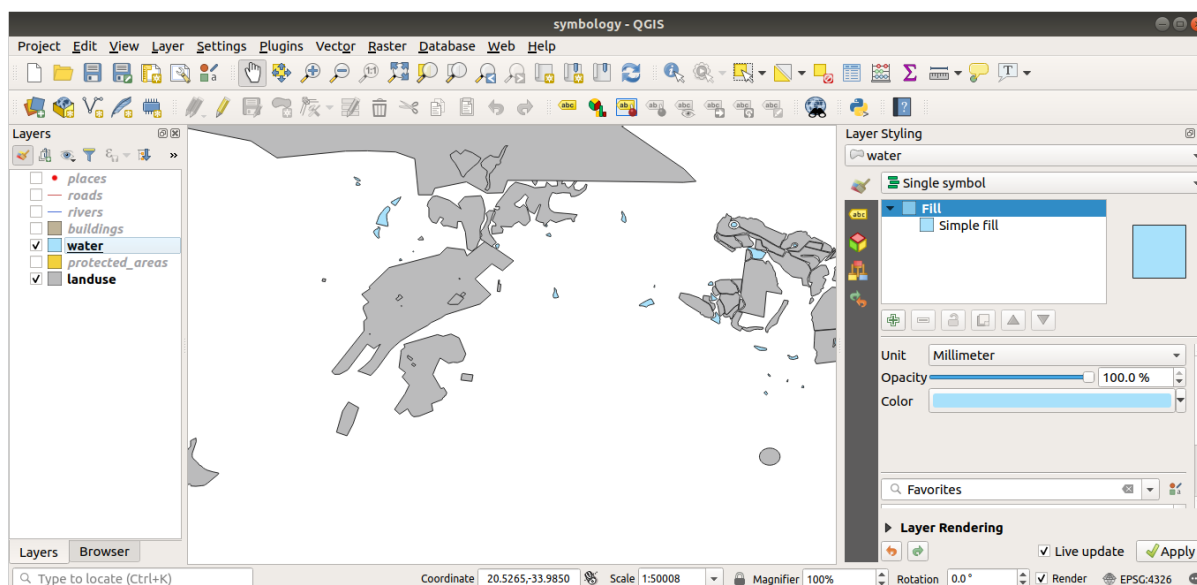 symbology - QGIS
Project Edit View Layer Settings Plugins Vector Raster Database Web Help
Layers
places
roads
rivers
buildings
water
protected_areas
landuse
Layers Browser
Layer Styling
water
Single symbol
Fill
Simple fill
Unit Millimeter
Opacity 100.0 %
Color
Favorites
Layer Rendering
Live update Apply
Type to locate (Ctrl+K) Coordinate 20.5265,-33.9850 Scale 1:50008 Magnifier 100% Rotation 0.0 ° Render EPSG:4326